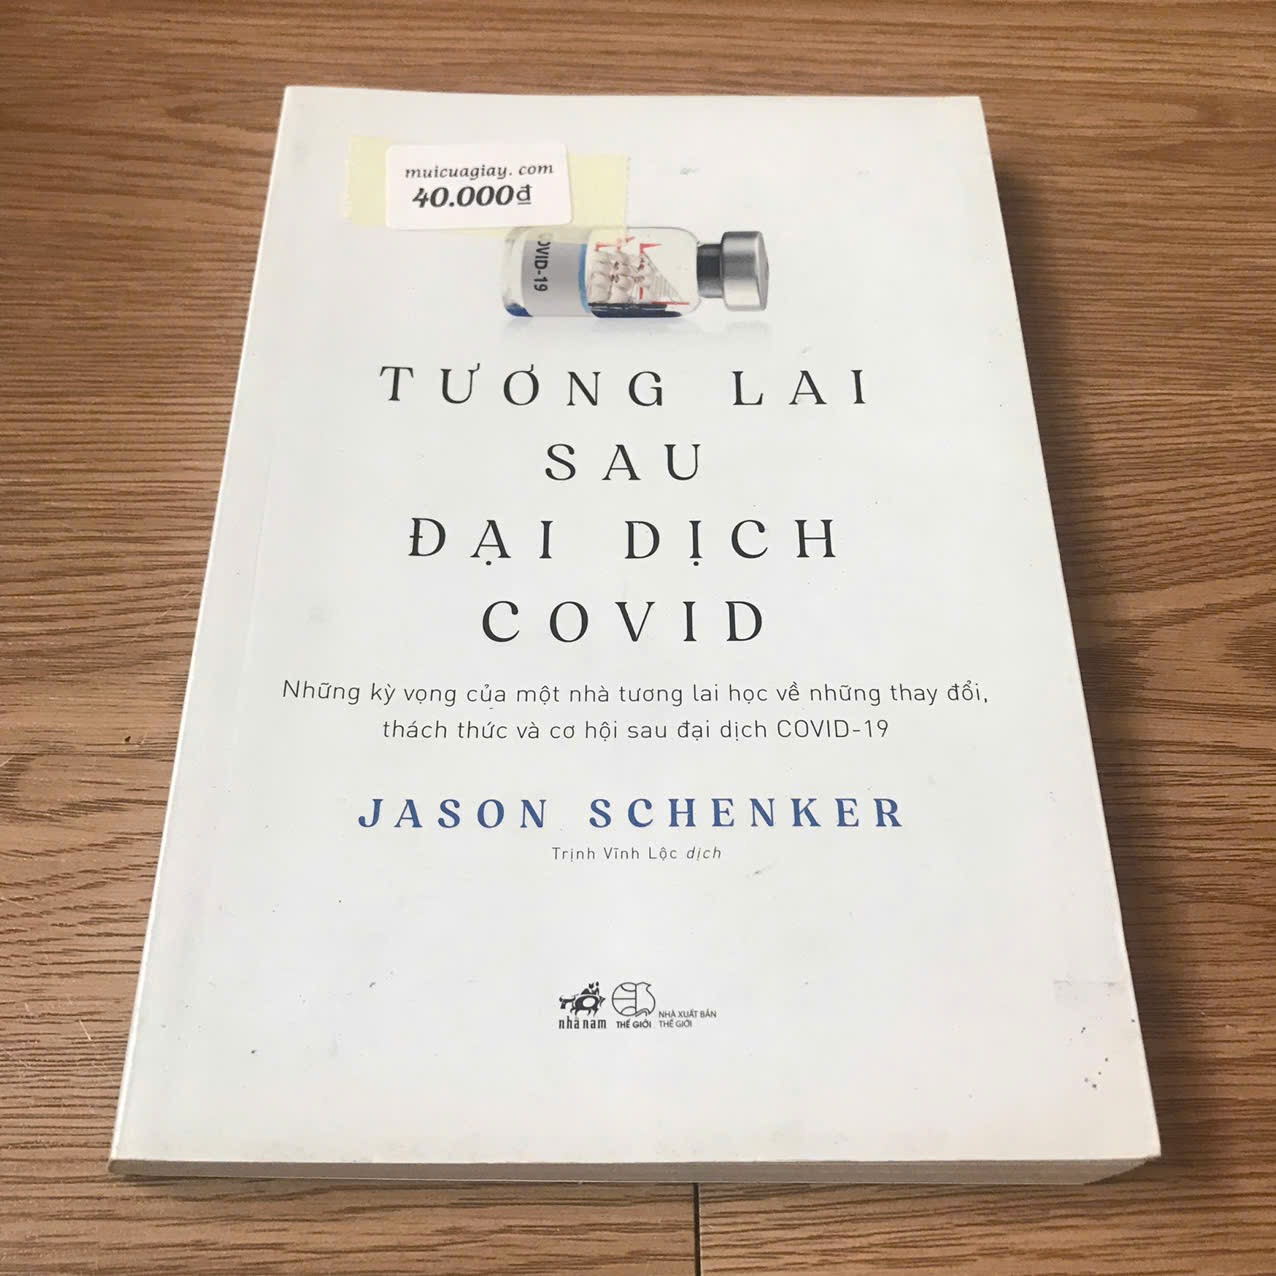 muicuagiay. com
40.000₫
COVID-19
TƯƠNG LAI
SAU
ĐẠI DỊCH
COVID
Những kỳ vọng của một nhà tương lai học về những thay đổi,
thách thức và cơ hội sau đại dịch COVID-19
JASON SCHENKER
Trịnh Vĩnh Lộc dịch
nhã nam
THẾ GIỚI
NHÀ XUẤT BẢN
THẾ GIỚI